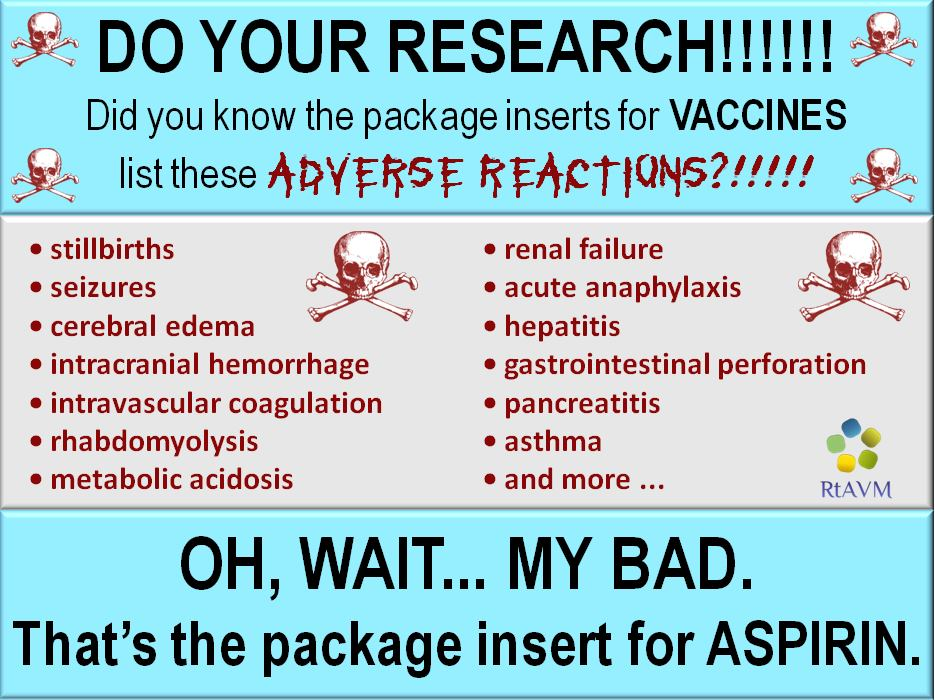 DO YOUR RESEARCH!!!!!!
Did you know the package inserts for VACCINES
list these ADVERSE REACTIONS?!!!!!
• stillbirths
• seizures
• cerebral edema
• intracranial hemorrhage
• intravascular coagulation
• rhabdomyolysis
• metabolic acidosis
• renal failure
• acute anaphylaxis
• hepatitis
• gastrointestinal perforation
• pancreatitis
• asthma
• and more ...
RtAVM
OH, WAIT... MY BAD.
That's the package insert for ASPIRIN.